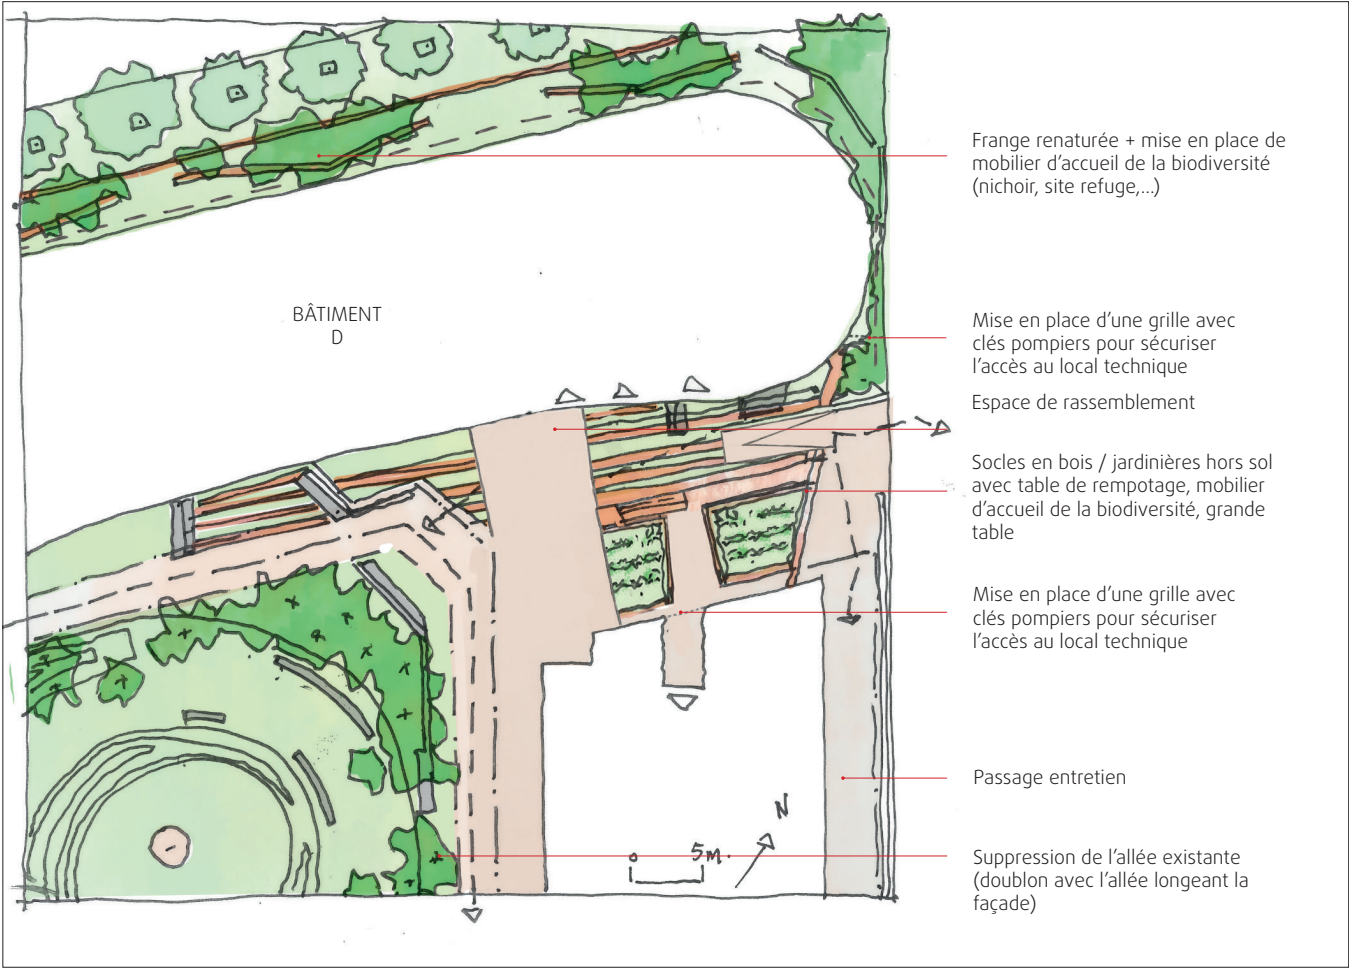 Frange renaturée + mise en place de
mobilier d'accueil de la biodiversité
(nichoir, site refuge,...)
BÂTIMENT
D
Mise en place d'une grille avec
clés pompiers pour sécuriser
l'accès au local technique
Espace de rassemblement
Socles en bois / jardinières hors sol
avec table de rempotage, mobilier
d'accueil de la biodiversité, grande
table
Mise en place d'une grille avec
clés pompiers pour sécuriser
l'accès au local technique
Passage entretien
N
0 5m.
Suppression de l'allée existante
(doublon avec l'allée longeant la
façade)